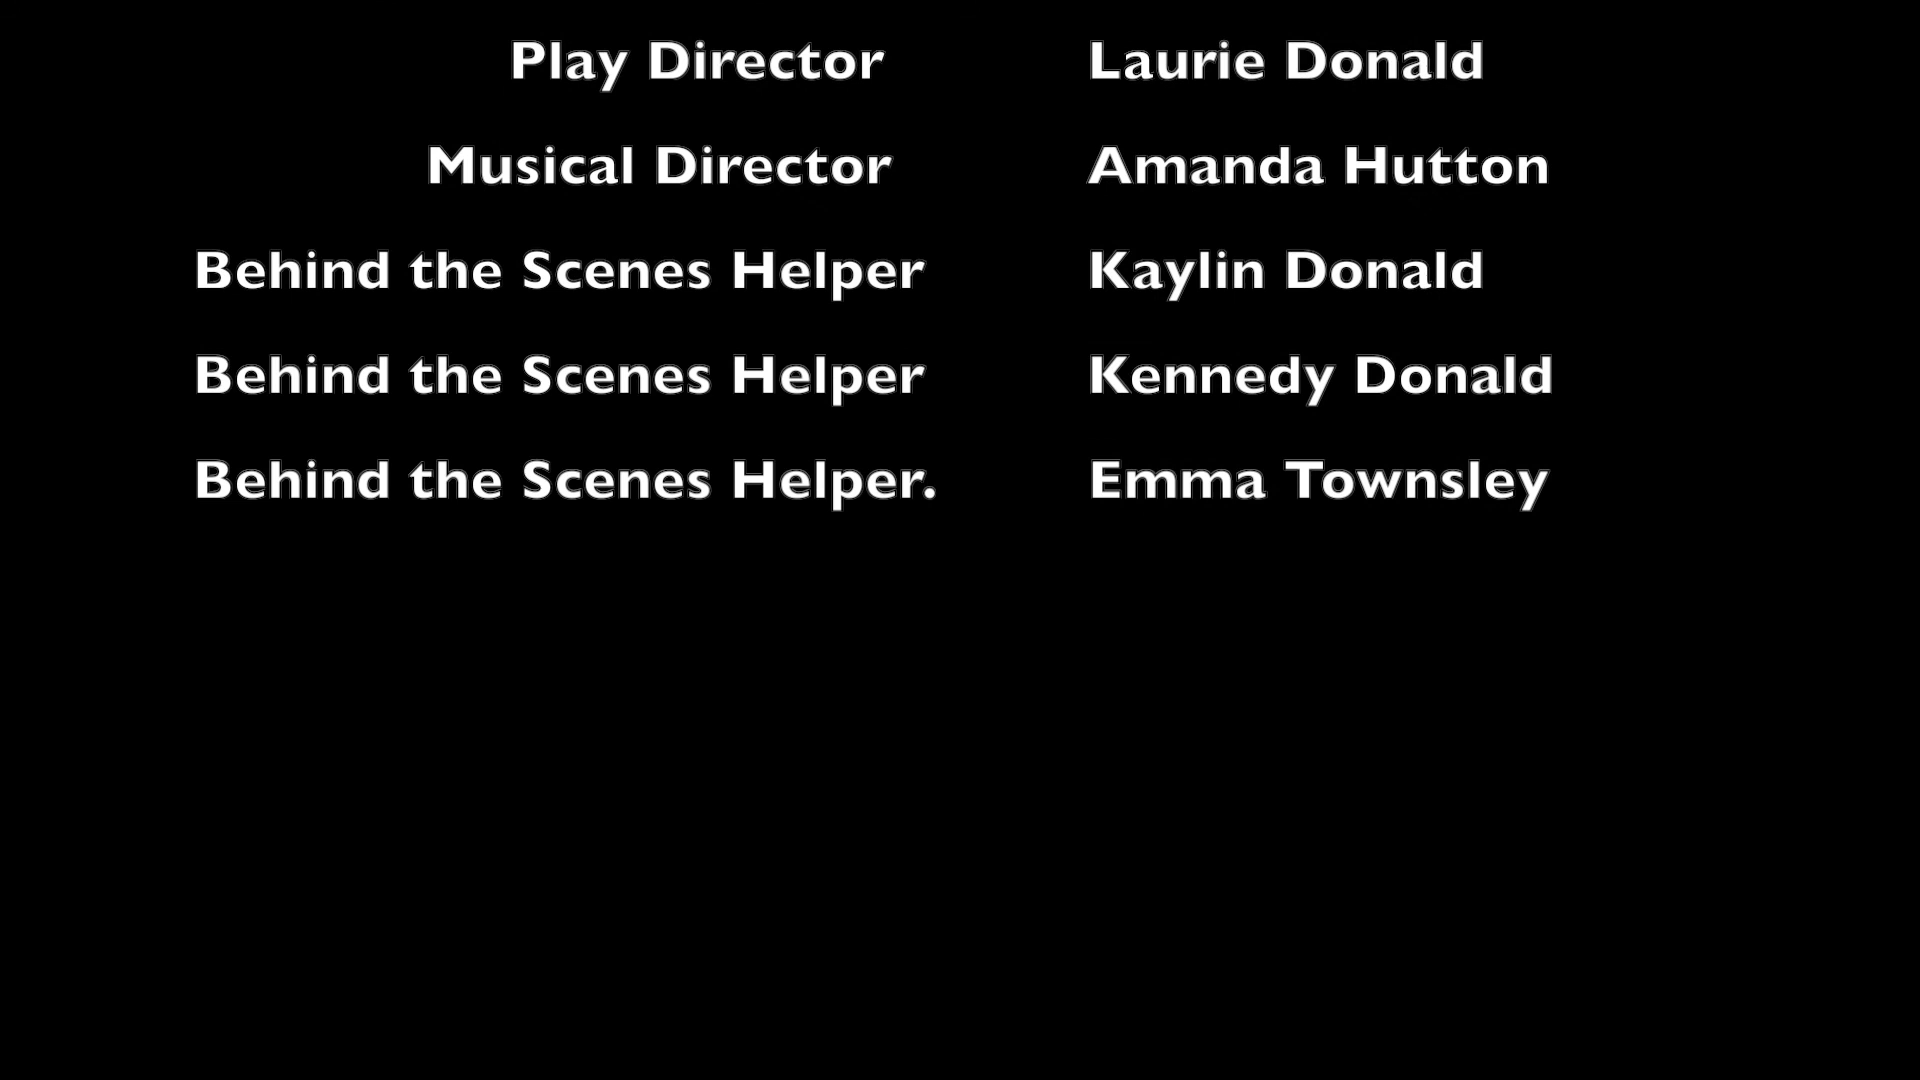 Play Director Laurie Donald
Musical Director Amanda Hutton
Behind the Scenes Helper Kaylin Donald
Behind the Scenes Helper Kennedy Donald
Behind the Scenes Helper. Emma Townsley